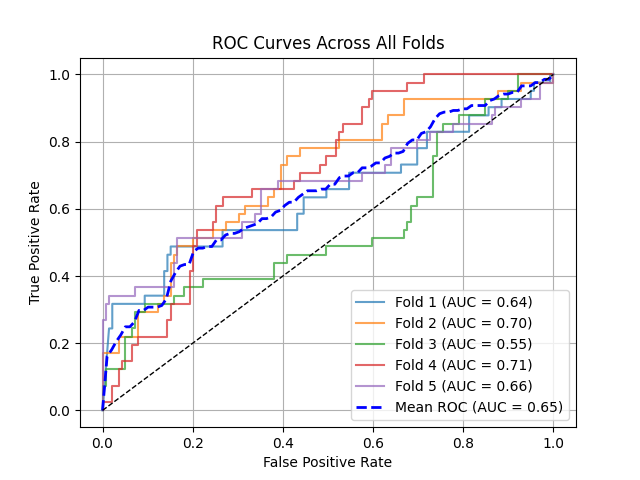 ROC Curves Across All Folds
True Positive Rate
1.0
0.8
0.6
0.4
0.2
0.0
Fold 1 (AUC = 0.64)
Fold 2 (AUC = 0.70)
Fold 3 (AUC = 0.55)
Fold 4 (AUC = 0.71)
Fold 5 (AUC = 0.66)
Mean ROC (AUC = 0.65)
0.0 0.2 0.4 0.6 0.8 1.0
False Positive Rate